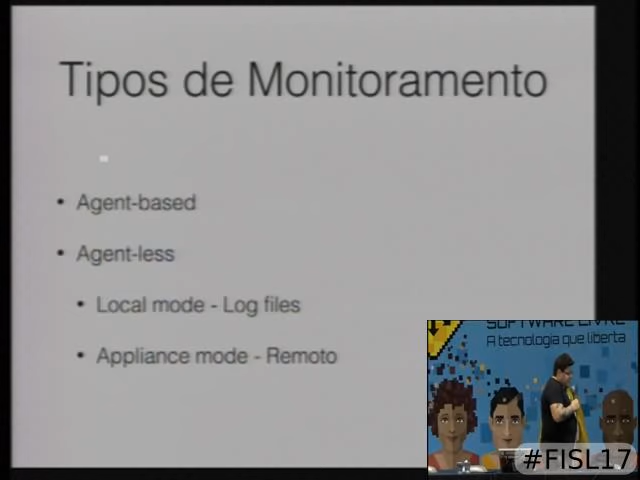 Tipos de Monitoramento
• Agent-based
• Agent-less
• Local mode - Log files
• Appliance mode - Remoto
SOFTWARE LIVRE
A tecnologia que liberta
#FISL17